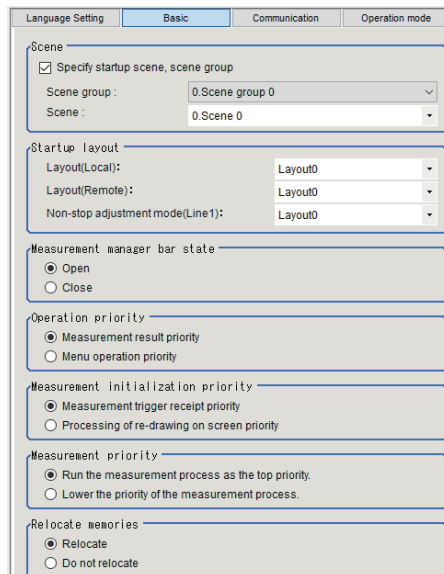 Language Setting Basic Communication Operation mode
Scene
Specify startup scene, scene group
Scene group : 0.Scene group 0
Scene : 0.Scene 0
Startup layout
Layout(Local): Layout0
Layout(Remote): Layout0
Non-stop adjustment mode(Line1): Layout0
Measurement manager bar state
Open
Close
Operation priority
Measurement result priority
Menu operation priority
Measurement initialization priority
Measurement trigger receipt priority
Processing of re-drawing on screen priority
Measurement priority
Run the measurement process as the top priority.
Lower the priority of the measurement process.
Relocate memories
Relocate
Do not relocate